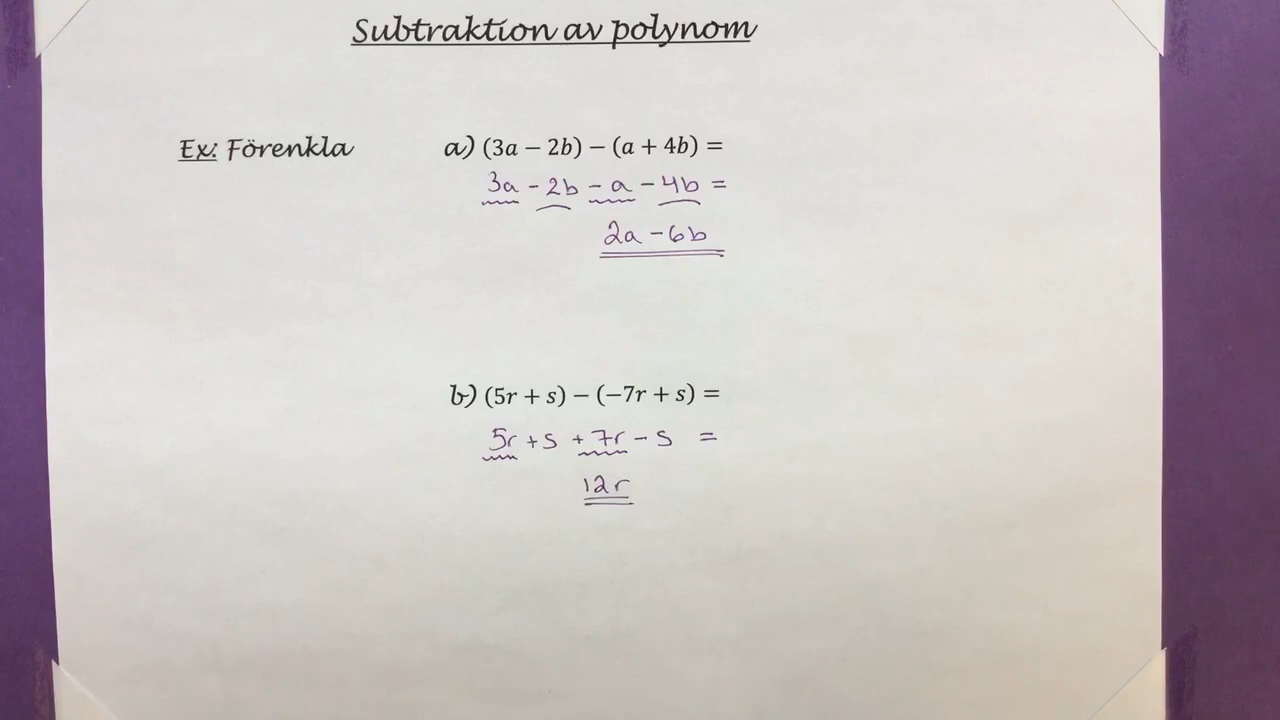 Subtraktion av polynom
Ex: Förenkla a) (3a − 2b) − (a + 4b) =
3a - 2b - a - 4b =
2a - 6b
b) (5r + s) − (−7r + s) =
5r + s + 7r - s =
12r